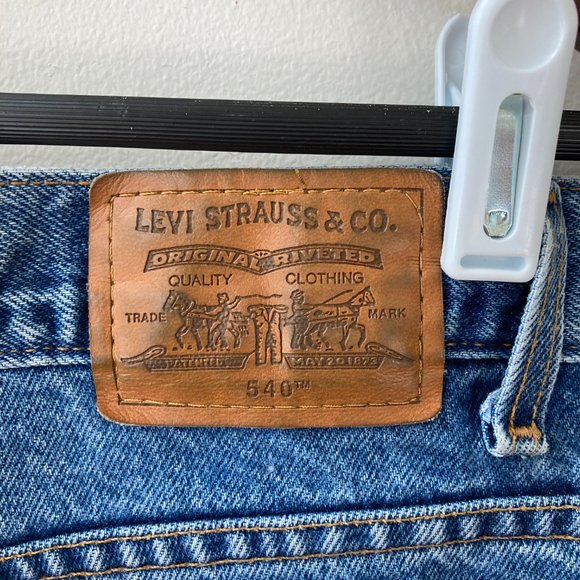 LEVI STRAUSS & CO.
ORIGINAL RIVETED
QUALITY CLOTHING
TRADE MARK
PATENTED MAY 20 1873
540™